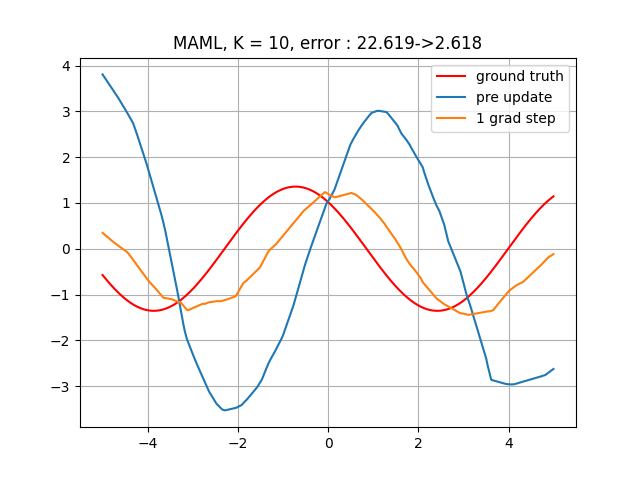 MAML, K = 10, error : 22.619->2.618
ground truth
pre update
1 grad step
4
3
2
1
0
−1
−2
−3
−4 −2 0 2 4